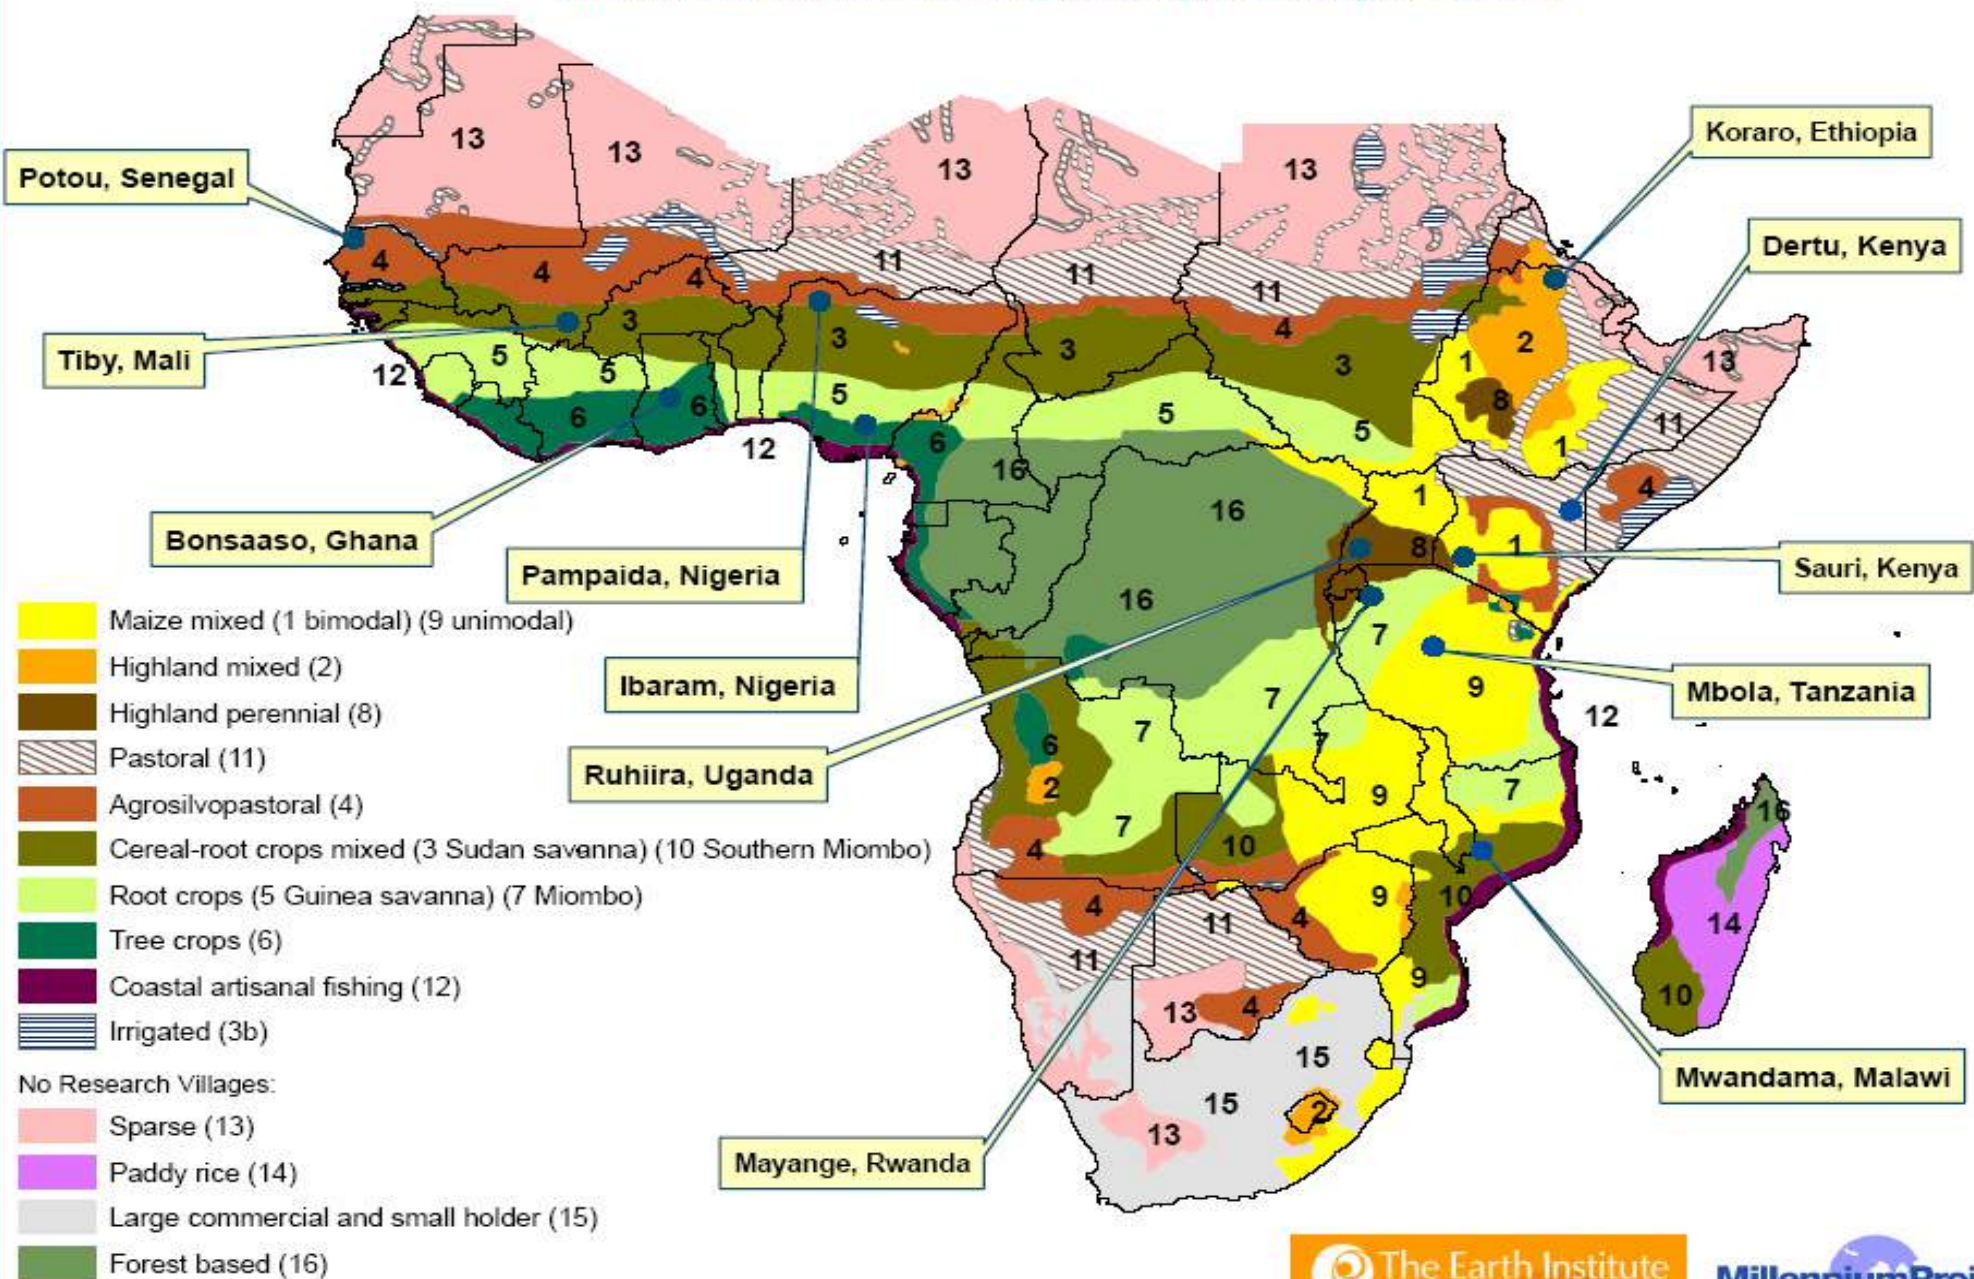 Potou, Senegal
Tiby, Mali
Bonsaaso, Ghana
Pampaida, Nigeria
Ibaram, Nigeria
Ruhiira, Uganda
Mayange, Rwanda
Koraro, Ethiopia
Dertu, Kenya
Sauri, Kenya
Mbola, Tanzania
Mwandama, Malawi
13
13
13
13
13
4
4
4
11
11
11
4
3
3
3
3
2
1
8
1
11
13
12
5
5
5
5
5
6
6
6
12
16
16
16
1
4
8
1
7
9
12
7
7
7
6
2
7
4
10
9
7
9
10
16
14
10
4
11
4
11
9
13
4
15
15
2
13
Maize mixed (1 bimodal) (9 unimodal)
Highland mixed (2)
Highland perennial (8)
Pastoral (11)
Agrosilvopastoral (4)
Cereal-root crops mixed (3 Sudan savanna) (10 Southern Miombo)
Root crops (5 Guinea savanna) (7 Miombo)
Tree crops (6)
Coastal artisanal fishing (12)
Irrigated (3b)
No Research Villages:
Sparse (13)
Paddy rice (14)
Large commercial and small holder (15)
Forest based (16)
The Earth Institute